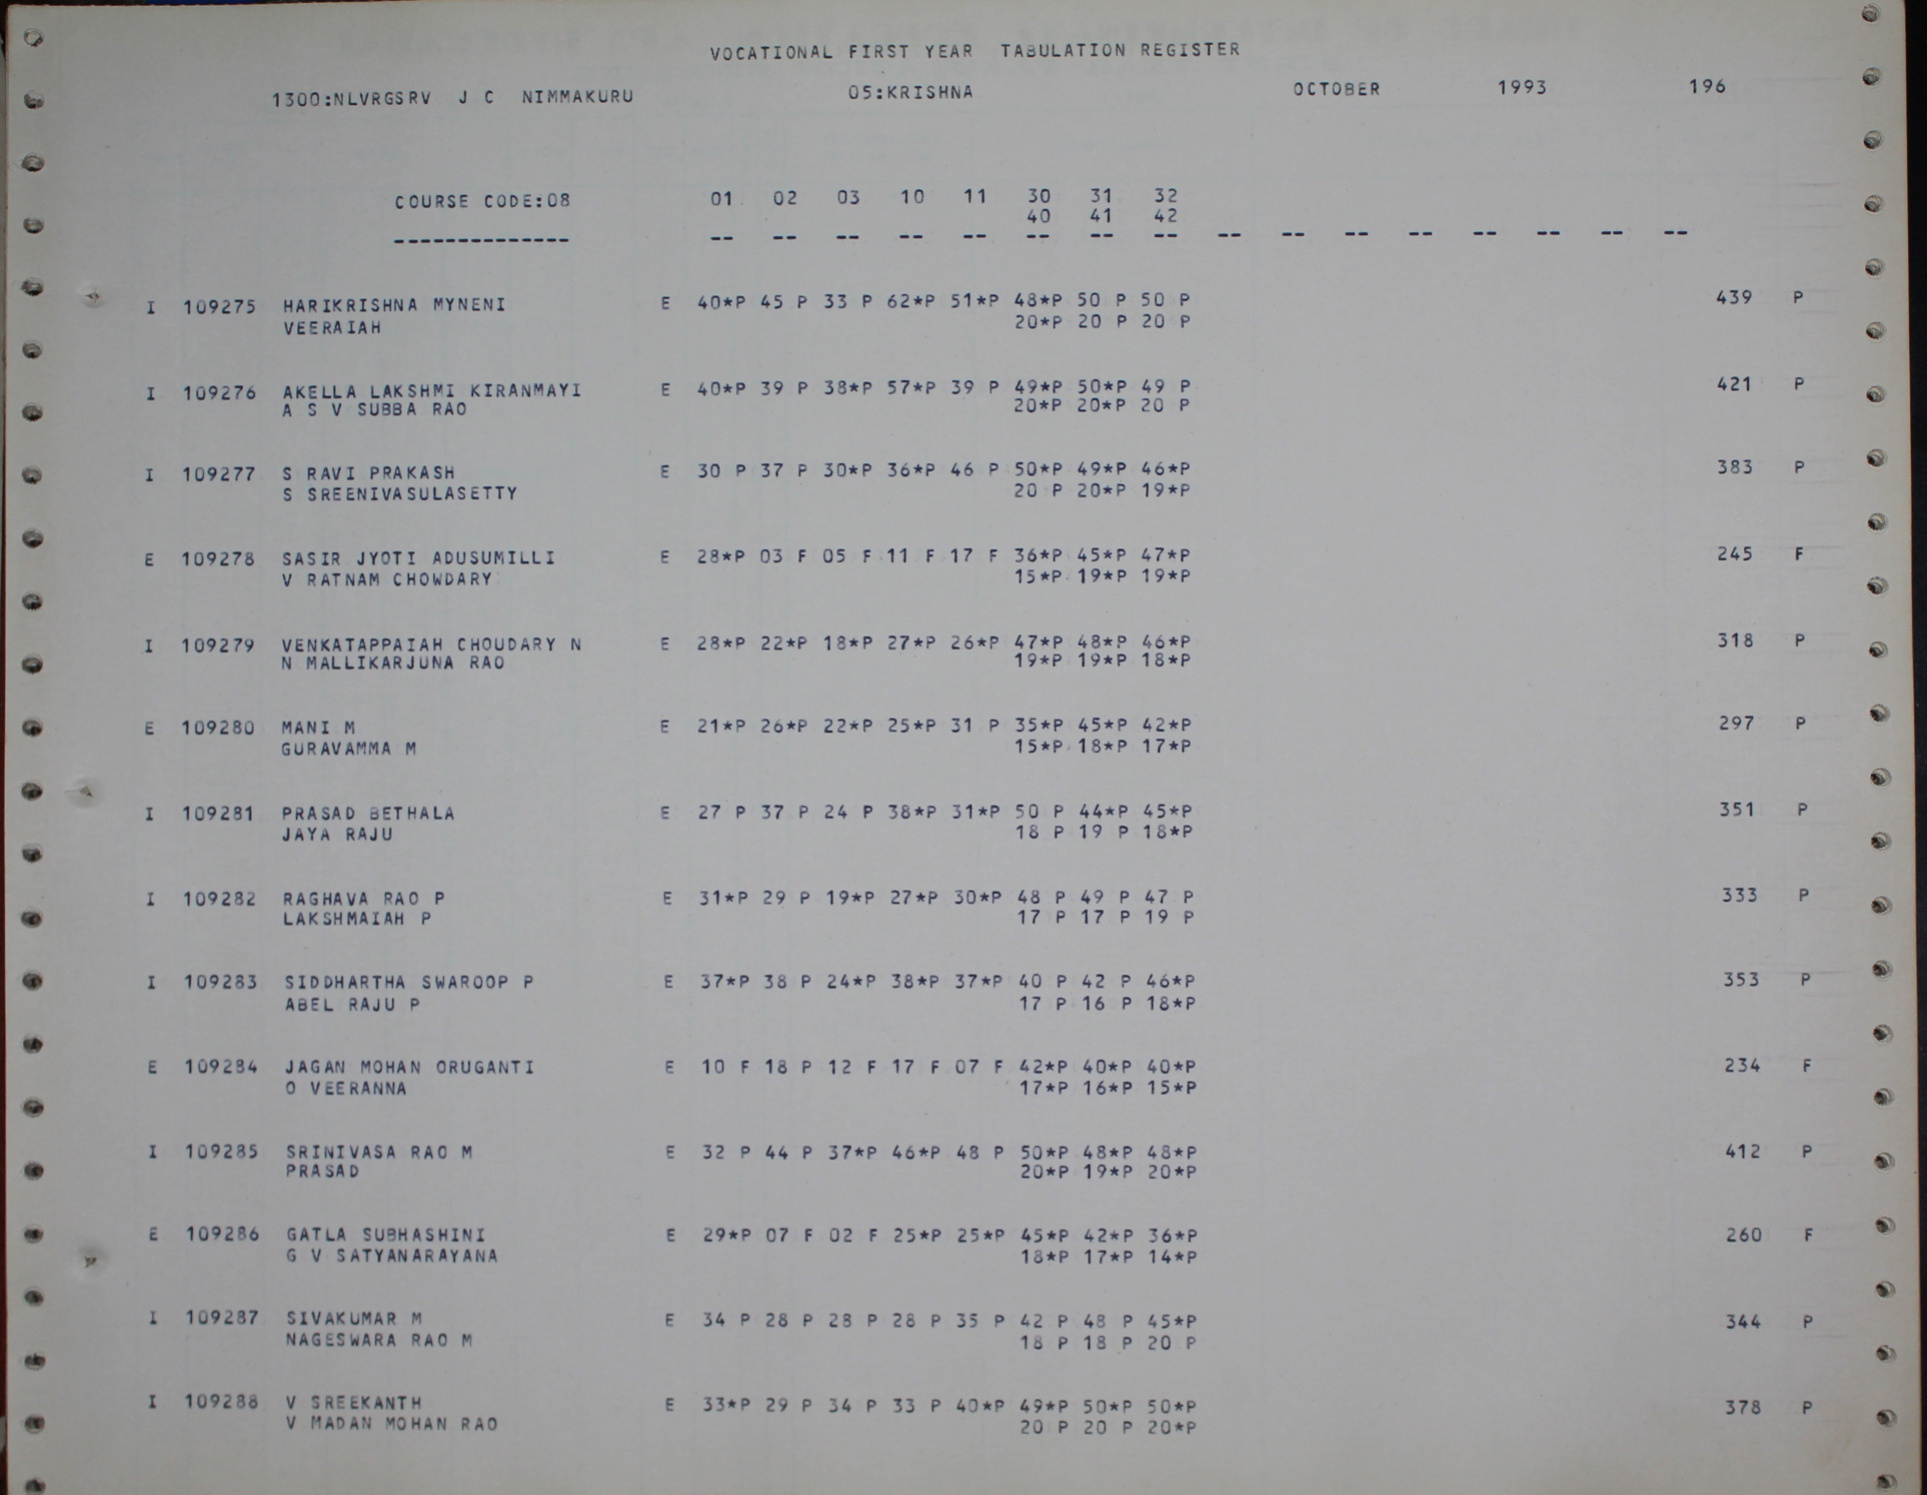 VOCATIONAL FIRST YEAR TABULATION REGISTER
1300:NLVRGSRV J C NIMMAKURU 05:KRISHNA OCTOBER 1993 196
COURSE CODE:08 01 02 03 10 11 30 31 32
40 41 42
-------------- -- -- -- -- -- -- -- -- -- -- -- -- -- -- -- --
I 109275 HARIKRISHNA MYNENI E 40*P 45 P 33 P 62*P 51*P 48*P 50 P 50 P 439 P
VEERAIAH 20*P 20 P 20 P
I 109276 AKELLA LAKSHMI KIRANMAYI E 40*P 39 P 38*P 57*P 39 P 49*P 50*P 49 P 421 P
A S V SUBBA RAO 20*P 20*P 20 P
I 109277 S RAVI PRAKASH E 30 P 37 P 30*P 36*P 46 P 50*P 49*P 46*P 383 P
S SREENIVASULASETTY 20 P 20*P 19*P
E 109278 SASIR JYOTI ADUSUMILLI E 28*P 03 F 05 F 11 F 17 F 36*P 45*P 47*P 245 F
V RATNAM CHOWDARY 15*P 19*P 19*P
I 109279 VENKATAPPAIAH CHOUDARY N E 28*P 22*P 18*P 27*P 26*P 47*P 48*P 46*P 318 P
N MALLIKARJUNA RAO 19*P 19*P 18*P
E 109280 MANI M E 21*P 26*P 22*P 25*P 31 P 35*P 45*P 42*P 297 P
GURAVAMMA M 15*P 18*P 17*P
I 109281 PRASAD BETHALA E 27 P 37 P 24 P 38*P 31*P 50 P 44*P 45*P 351 P
JAYA RAJU 18 P 19 P 18*P
I 109282 RAGHAVA RAO P E 31*P 29 P 19*P 27*P 30*P 48 P 49 P 47 P 333 P
LAKSHMAIAH P 17 P 17 P 19 P
I 109283 SIDDHARTHA SWAROOP P E 37*P 38 P 24*P 38*P 37*P 40 P 42 P 46*P 353 P
ABEL RAJU P 17 P 16 P 18*P
E 109284 JAGAN MOHAN ORUGANTI E 10 F 18 P 12 F 17 F 07 F 42*P 40*P 40*P 234 F
O VEERANNA 17*P 16*P 15*P
I 109285 SRINIVASA RAO M E 32 P 44 P 37*P 46*P 48 P 50*P 48*P 48*P 412 P
PRASAD 20*P 19*P 20*P
E 109286 GATLA SUBHASHINI E 29*P 07 F 02 F 25*P 25*P 45*P 42*P 36*P 260 F
G V SATYANARAYANA 18*P 17*P 14*P
I 109287 SIVAKUMAR M E 34 P 28 P 28 P 28 P 35 P 42 P 48 P 45*P 344 P
NAGESWARA RAO M 18 P 18 P 20 P
I 109288 V SREEKANTH E 33*P 29 P 34 P 33 P 40*P 49*P 50*P 50*P 378 P
V MADAN MOHAN RAO 20 P 20 P 20*P